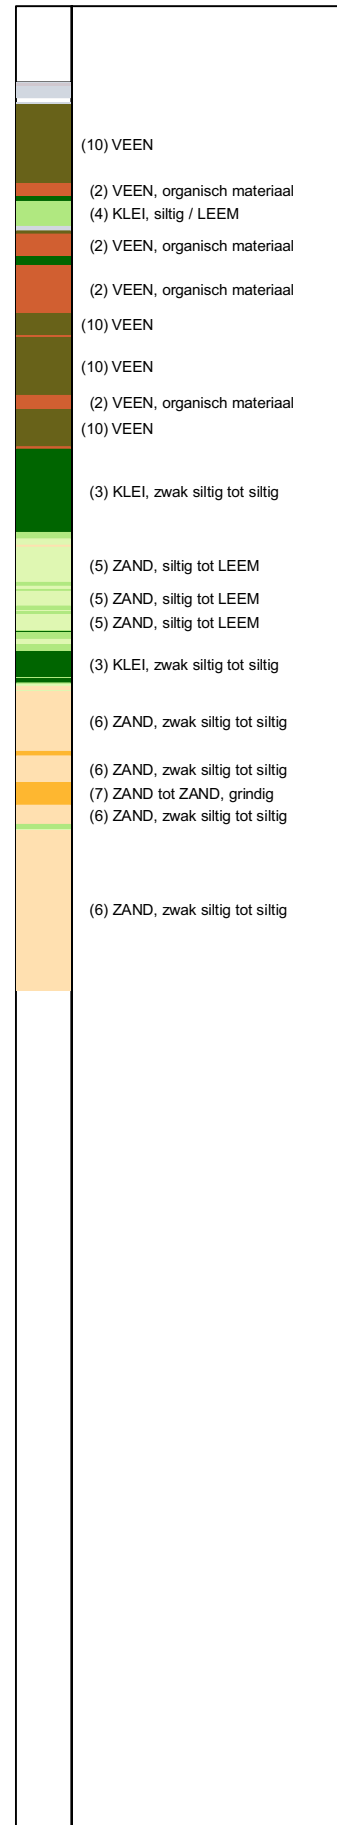 (10) VEEN
(2) VEEN, organisch materiaal
(4) KLEI, siltig / LEEM
(2) VEEN, organisch materiaal
(2) VEEN, organisch materiaal
(10) VEEN
(10) VEEN
(2) VEEN, organisch materiaal
(10) VEEN
(3) KLEI, zwak siltig tot siltig
(5) ZAND, siltig tot LEEM
(5) ZAND, siltig tot LEEM
(5) ZAND, siltig tot LEEM
(3) KLEI, zwak siltig tot siltig
(6) ZAND, zwak siltig tot siltig
(6) ZAND, zwak siltig tot siltig
(7) ZAND tot ZAND, grindig
(6) ZAND, zwak siltig tot siltig
(6) ZAND, zwak siltig tot siltig